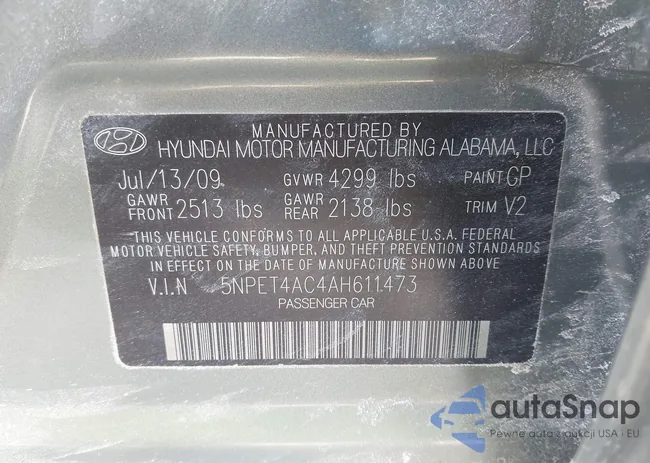 MANUFACTURED BY
HYUNDAI MOTOR MANUFACTURING ALABAMA, LLC
Jul/13/09 GVWR 4299 lbs PAINT GP
GAWR FRONT 2513 lbs GAWR REAR 2138 lbs TRIM V2
THIS VEHICLE CONFORMS TO ALL APPLICABLE U.S.A. FEDERAL
MOTOR VEHICLE SAFETY, BUMPER, AND THEFT PREVENTION STANDARDS
IN EFFECT ON THE DATE OF MANUFACTURE SHOWN ABOVE
V.I.N 5NPET4AC4AH611473
PASSENGER CAR
autaSnap
Pewne auta z aukcji USA · EU